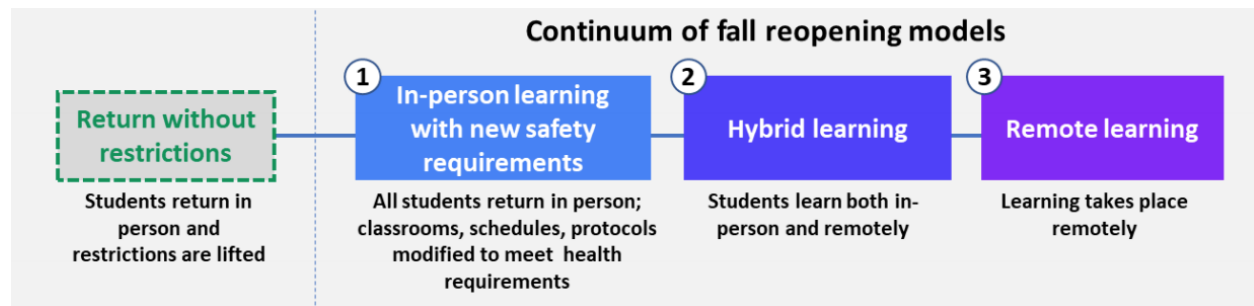 Continuum of fall reopening models
Return without
restrictions
Students return in
person and
restrictions are lifted
1
In-person learning
with new safety
requirements
All students return in person;
classrooms, schedules, protocols
modified to meet health
requirements
2
Hybrid learning
Students learn both in-
person and remotely
3
Remote learning
Learning takes place
remotely